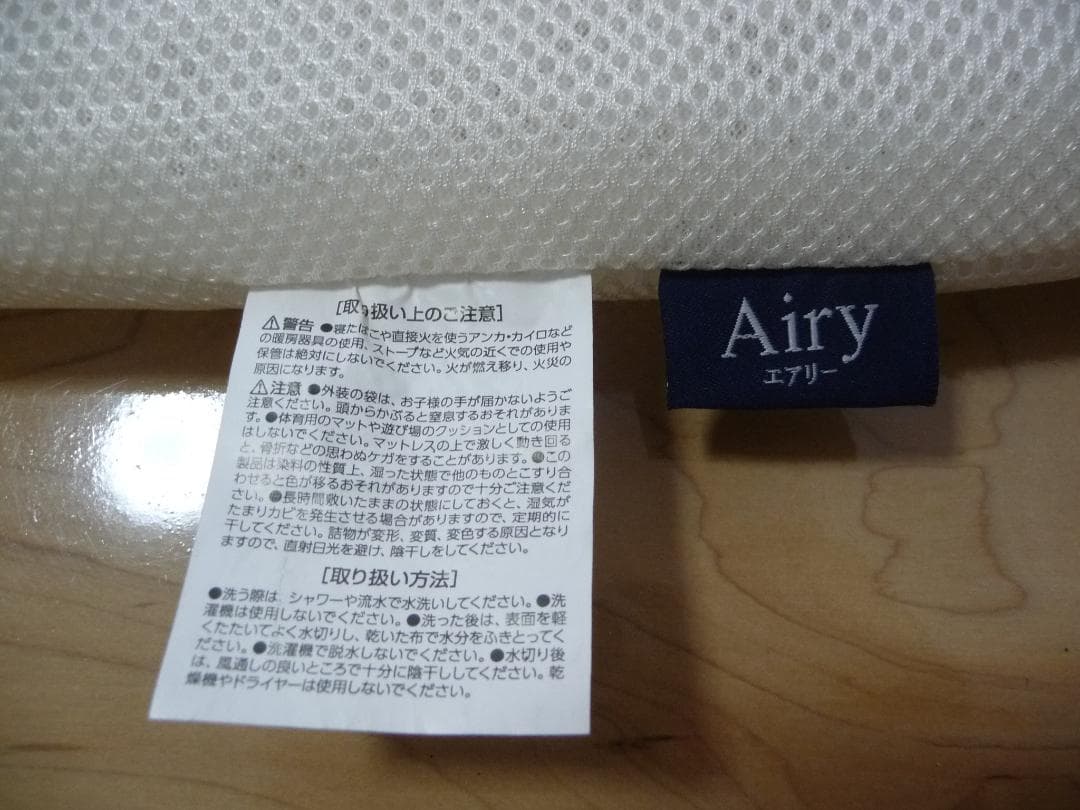 [取り扱い上のご注意]
⚠警告 ●寝たばこや直接火を使うアンカ・カイロなど
の暖房器具の使用、ストーブなど火気の近くでの使用や
保管は絶対にしないでください。火が燃え移り、火災の
原因になります。
⚠注意 ●外装の袋は、お子様の手が届かないようご
注意ください。頭からかぶると窒息するおそれがありま
す。●体育用のマットや遊び場のクッションとしての使用
はしないでください。マットレスの上で激しく動き回る
と、骨折などの思わぬケガをすることがあります。●この
製品は染料の性質上、湿った状態で他のものとこすり合
わせると色が移るおそれがありますので十分ご注意くだ
さい。●長時間敷いたままの状態にしておくと、湿気が
たまりカビを発生させる場合がありますので、定期的に
干してください。詰物が変形、変質、変色する原因となり
ますので、直射日光を避け、陰干しをしてください。
[取り扱い方法]
●洗う際は、シャワーや流水で水洗いしてください。●洗
濯機は使用しないでください。●洗った後は、表面を軽
くたたいてよく水切りし、乾いた布で水分をふきとってく
ださい。●洗濯機で脱水しないでください。●水切り後
は、風通しの良いところで十分に陰干ししてください。乾
燥機やドライヤーは使用しないでください。
Airy
エアリー